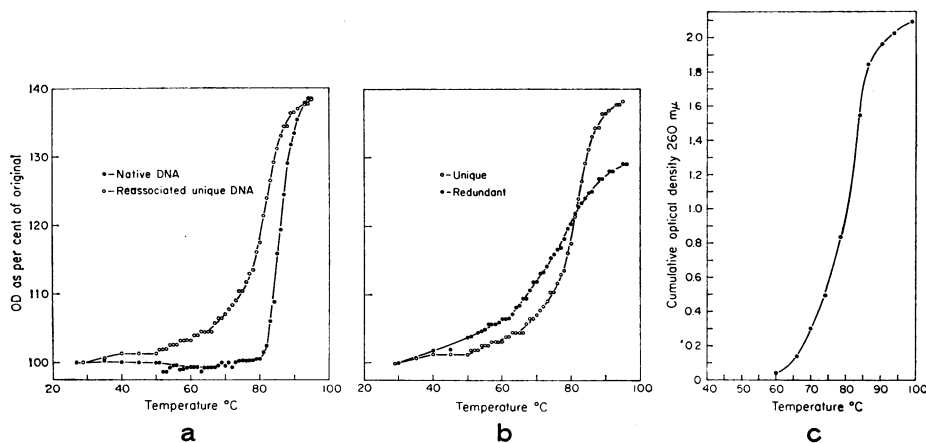 140
130
120
110
100
OD as per cent of original
Native DNA
Reassociated unique DNA
20 40 60 80 100
Temperature °C
a
Unique
Redundant
20 40 60 80 100
Temperature °C
b
2.0
1.8
1.6
1.4
1.2
1.0
0.8
0.6
0.4
0.2
0
Cumulative optical density 260 mμ
40 50 60 70 80 90 100
Temperature °C
c